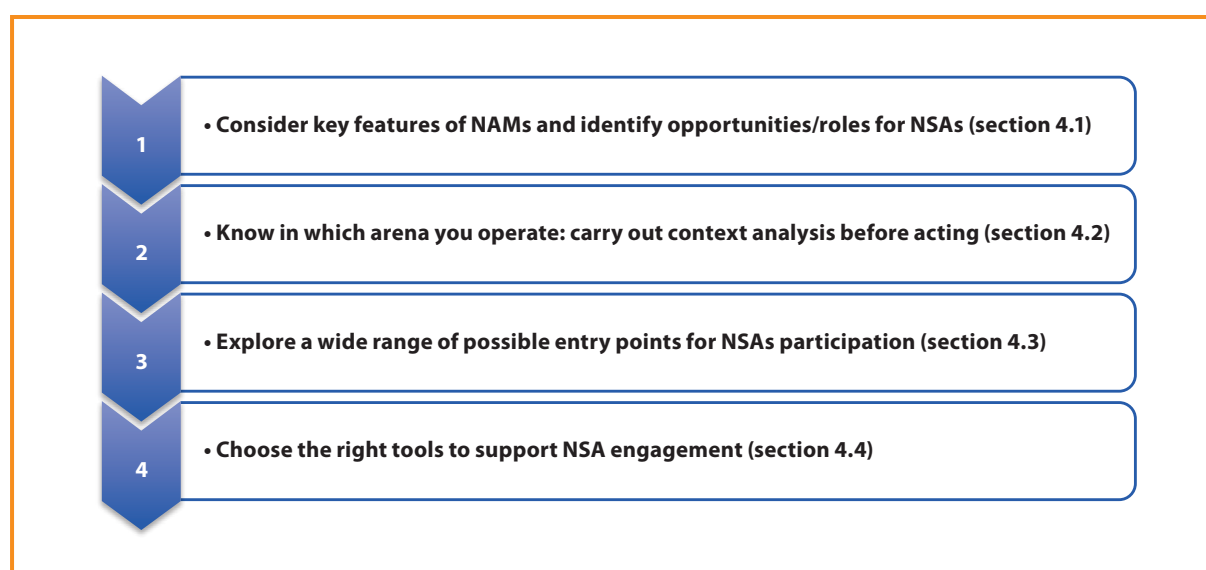 1
• Consider key features of NAMs and identify opportunities/roles for NSAs (section 4.1)
2
• Know in which arena you operate: carry out context analysis before acting (section 4.2)
3
• Explore a wide range of possible entry points for NSAs participation (section 4.3)
4
• Choose the right tools to support NSA engagement (section 4.4)